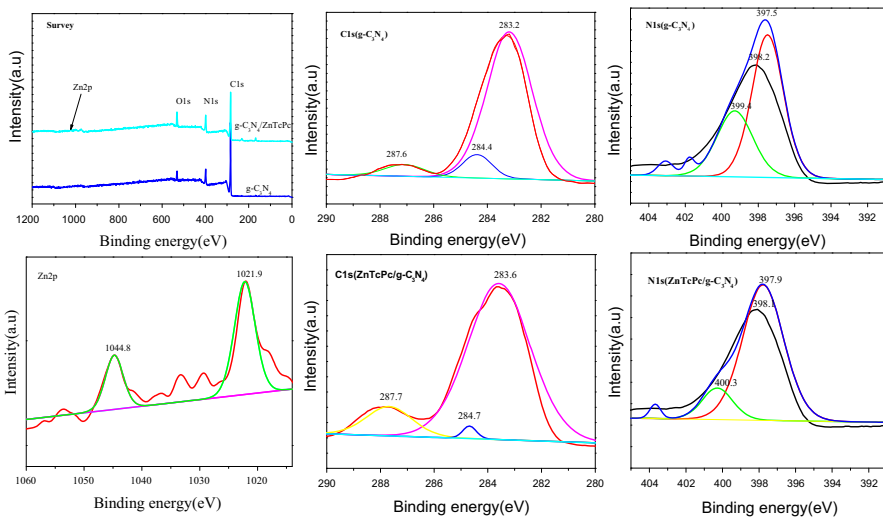 Survey
Zn2p
O1s
N1s
C1s
g-C₃N₄/ZnTcPc
g-C₃N₄
1200 1000 800 600 400 200 0
Binding energy(eV)
Intensity(a.u)
C1s(g-C₃N₄)
283.2
284.4
287.6
290 288 286 284 282 280
Binding energy(eV)
Intensity(a.u)
N1s(g-C₃N₄)
397.5
398.2
399.4
404 402 400 398 396 394 392
Binding energy(eV)
Intensity(a.u)
Zn2p
1021.9
1044.8
1060 1050 1040 1030 1020
Binding energy(eV)
Intensity(a.u)
C1s(ZnTcPc/g-C₃N₄)
283.6
287.7
284.7
290 288 286 284 282 280
Binding energy(eV)
Intensity(a.u)
N1s(ZnTcPc/g-C₃N₄)
397.9
398.1
400.3
404 402 400 398 396 394 392
Binding energy(eV)
Intensity(a.u)